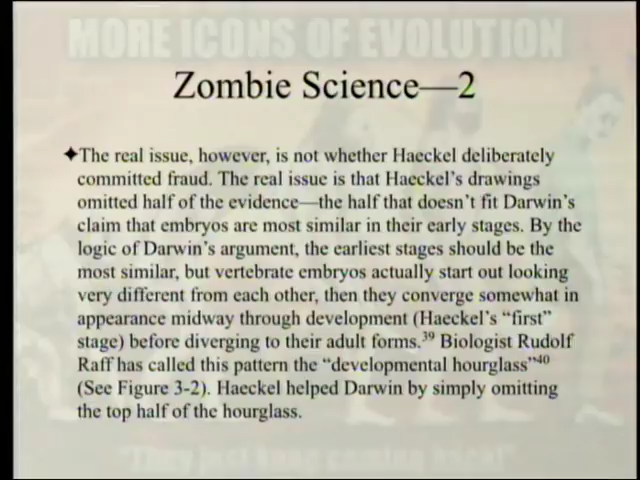 MORE ICONS OF EVOLUTION
Zombie Science—2
✦The real issue, however, is not whether Haeckel deliberately
committed fraud. The real issue is that Haeckel's drawings
omitted half of the evidence—the half that doesn't fit Darwin's
claim that embryos are most similar in their early stages. By the
logic of Darwin's argument, the earliest stages should be the
most similar, but vertebrate embryos actually start out looking
very different from each other, then they converge somewhat in
appearance midway through development (Haeckel's “first”
stage) before diverging to their adult forms.³⁹ Biologist Rudolf
Raff has called this pattern the “developmental hourglass”⁴⁰
(See Figure 3-2). Haeckel helped Darwin by simply omitting
the top half of the hourglass.
"They just keep coming back!"